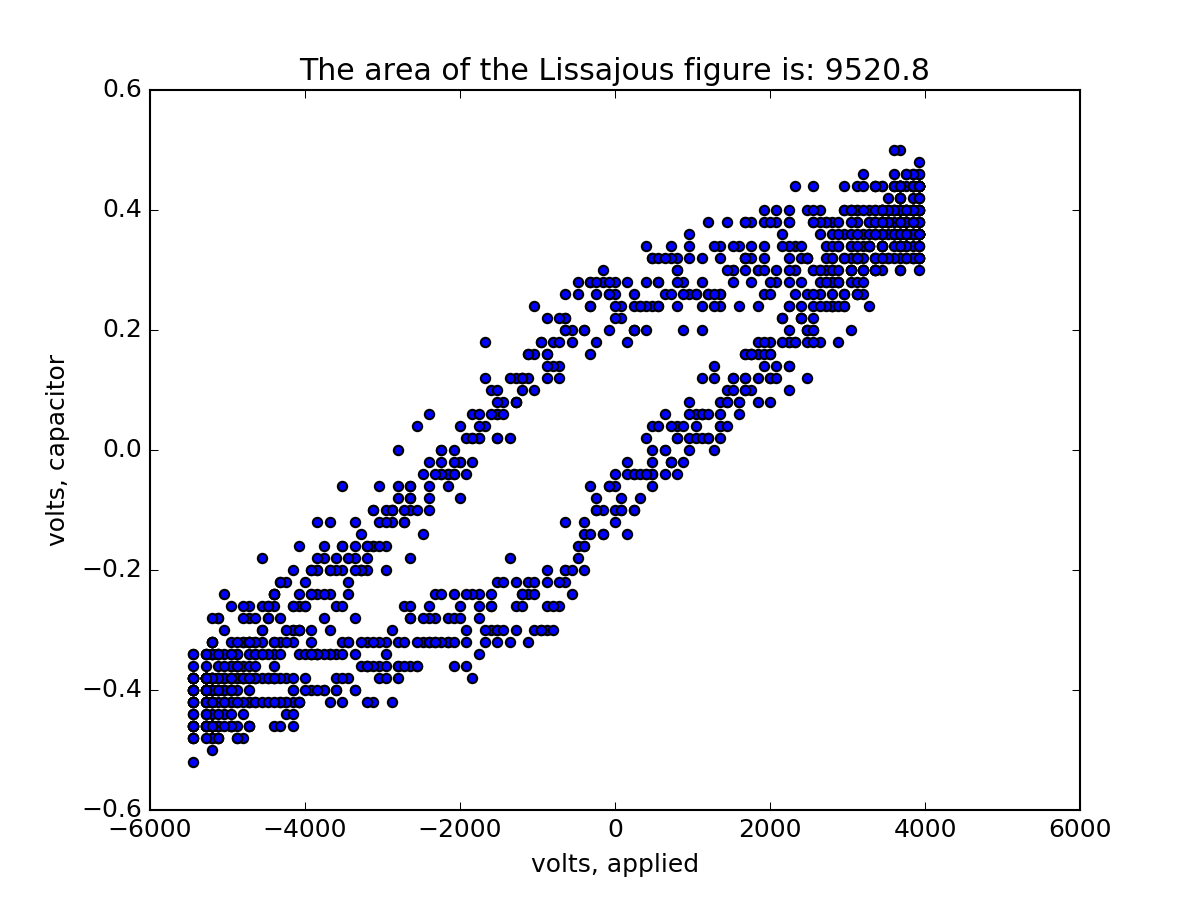 The area of the Lissajous figure is: 9520.8
0.6
0.4
0.2
0.0
−0.2
−0.4
−0.6
volts, capacitor
−6000 −4000 −2000 0 2000 4000 6000
volts, applied